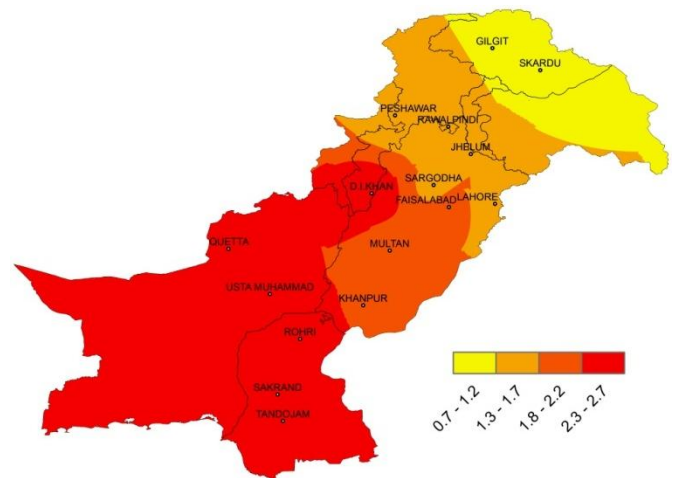 GILGIT
SKARDU
PESHAWAR
RAWALPINDI
JHELUM
SARGODHA
D.I.KHAN
FAISALABAD
LAHORE
QUETTA
MULTAN
USTA MUHAMMAD
KHANPUR
ROHRI
SAKRAND
TANDOJAM
0.7 - 1.2
1.3 - 1.7
1.8 - 2.2
2.3 - 2.7